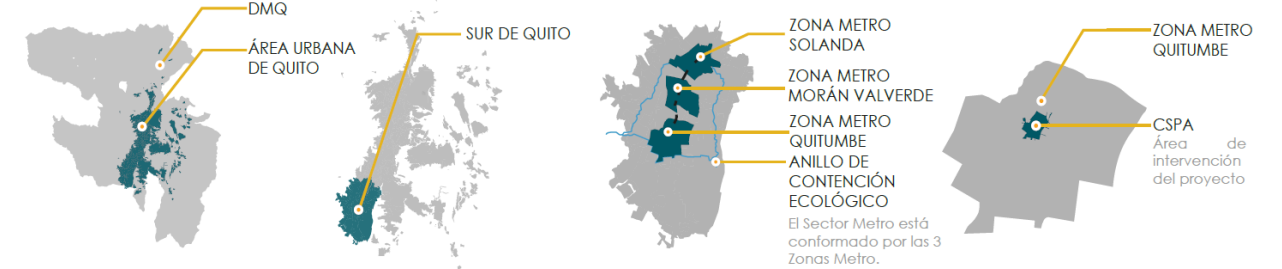 DMQ
ÁREA URBANA
DE QUITO
SUR DE QUITO
ZONA METRO
SOLANDA
ZONA METRO
MORÁN VALVERDE
ZONA METRO
QUITUMBE
ANILLO DE
CONTENCIÓN
ECOLÓGICO
El Sector Metro está
conformado por las 3
Zonas Metro.
ZONA METRO
QUITUMBE
CSPA
Área de
intervención
del proyecto